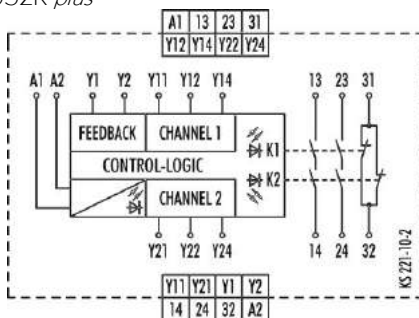 plus
A1 13 23 31
Y12 Y14 Y22 Y24
A1 A2 Y1 Y2 Y11 Y12 Y14 13 23 31
FEEDBACK CHANNEL 1
K1
CONTROL-LOGIC
K2
CHANNEL 2
Y21 Y22 Y24 14 24 32
KS 221-10-2
Y11 Y21 Y1 Y2
14 24 32 A2